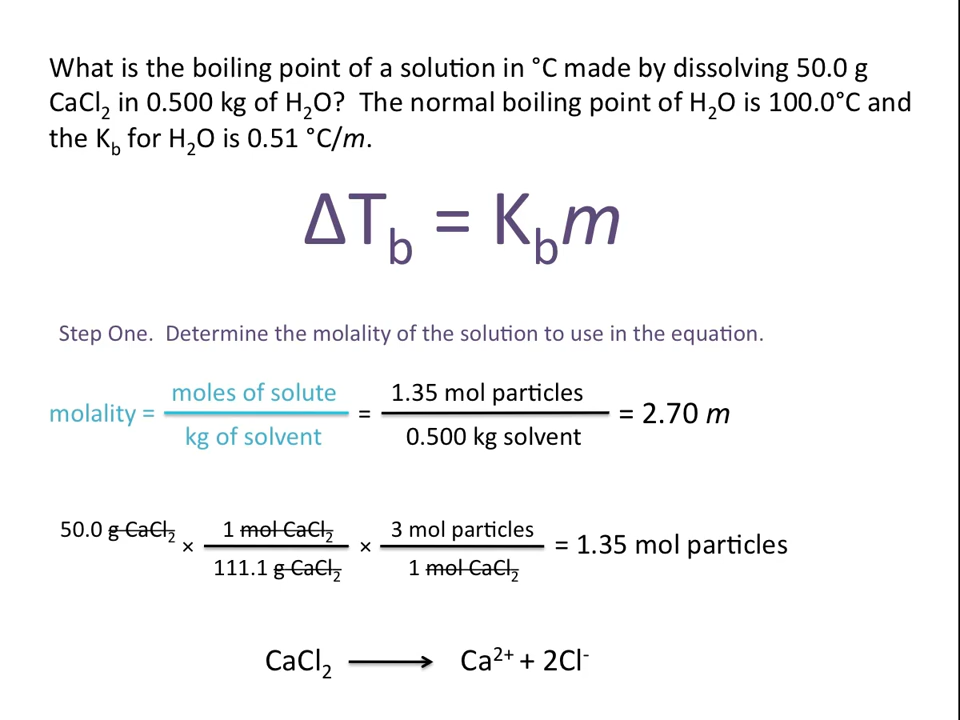 What is the boiling point of a solution in °C made by dissolving 50.0 g
CaCl₂ in 0.500 kg of H₂O? The normal boiling point of H₂O is 100.0°C and
the K_b for H₂O is 0.51 °C/m.
ΔT_b = K_b m
Step One. Determine the molality of the solution to use in the equation.
molality = moles of solute / kg of solvent = 1.35 mol particles / 0.500 kg solvent = 2.70 m
50.0 g CaCl₂ × 1 mol CaCl₂ / 111.1 g CaCl₂ × 3 mol particles / 1 mol CaCl₂ = 1.35 mol particles
CaCl₂ ⟶ Ca²⁺ + 2Cl⁻